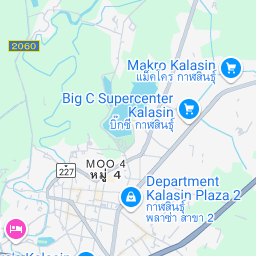 2060
Makro Kalasin
แม็คโคร กาฬสินธุ์
Big C Supercenter
Kalasin
บิ๊กซี กาฬสินธุ์
MOO 4
หมู่ 4
227
Department
Kalasin Plaza 2
กาฬสินธุ์
พลาซ่า สาขา 2
Kalasin